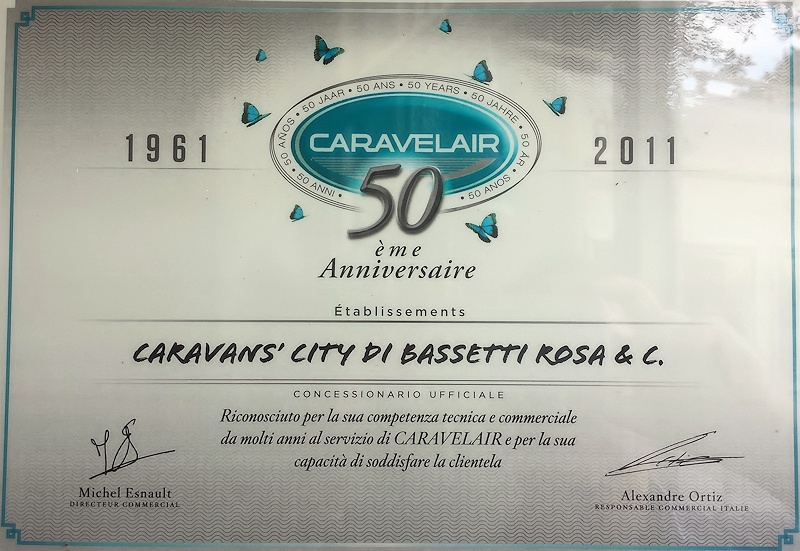 50 ANNI • 50 AÑOS • 50 JAAR • 50 ANS • 50 YEARS • 50 JAHRE • 50 ÅR • 50 ANOS •
1961
CARAVELAIR
2011
50
ème
Anniversaire
Établissements
CARAVANS' CITY DI BASSETTI ROSA & C.
CONCESSIONARIO UFFICIALE
Riconosciuto per la sua competenza tecnica e commerciale
da molti anni al servizio di CARAVELAIR e per la sua
capacità di soddisfare la clientela
Michel Esnault
DIRECTEUR COMMERCIAL
Alexandre Ortiz
RESPONSABLE COMMERCIAL ITALIE